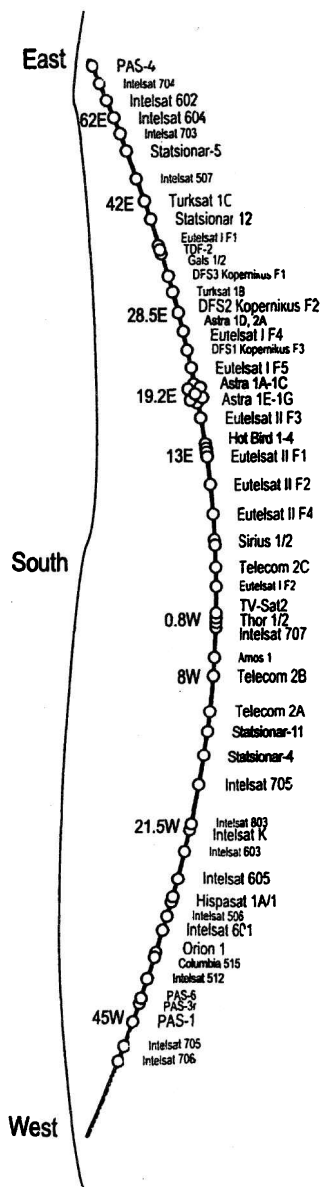 East
PAS-4
Intelsat 704
Intelsat 602
62E
Intelsat 604
Intelsat 703
Statsionar-5
Intelsat 507
42E
Turksat 1C
Statsionar 12
Eutelsat I F1
TDF-2
Gals 1/2
DFS3 Kopernikus F1
Turksat 1B
DFS2 Kopernikus F2
28.5E
Astra 1D, 2A
Eutelsat I F4
DFS1 Kopernikus F3
Eutelsat I F5
Astra 1A-1C
19.2E
Astra 1E-1G
Eutelsat II F3
Hot Bird 1-4
13E
Eutelsat II F1
Eutelsat II F2
Eutelsat II F4
Sirius 1/2
South
Telecom 2C
Eutelsat I F2
TV-Sat2
0.8W
Thor 1/2
Intelsat 707
Amos 1
8W
Telecom 2B
Telecom 2A
Statsionar-11
Statsionar-4
Intelsat 705
21.5W
Intelsat 803
Intelsat K
Intelsat 603
Intelsat 605
Hispasat 1A/1
Intelsat 506
Intelsat 601
Orion 1
Columbia 515
Intelsat 512
PAS-6
PAS-3r
45W
PAS-1
Intelsat 705
Intelsat 706
West